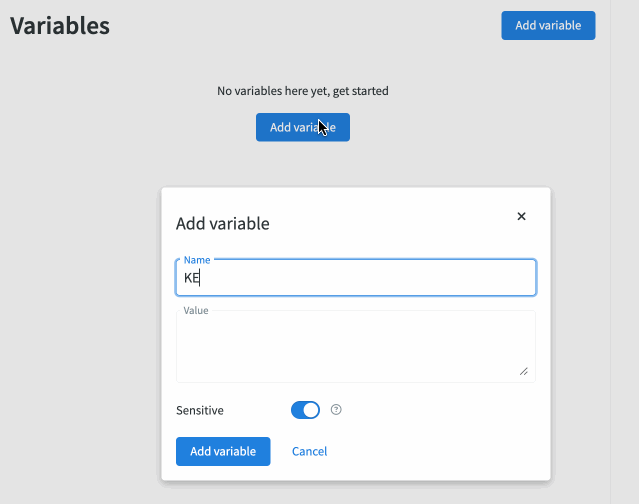 Variables
Add variable
No variables here yet, get started
Add variable
Add variable
Name
KE
Value
Sensitive
Add variable
Cancel